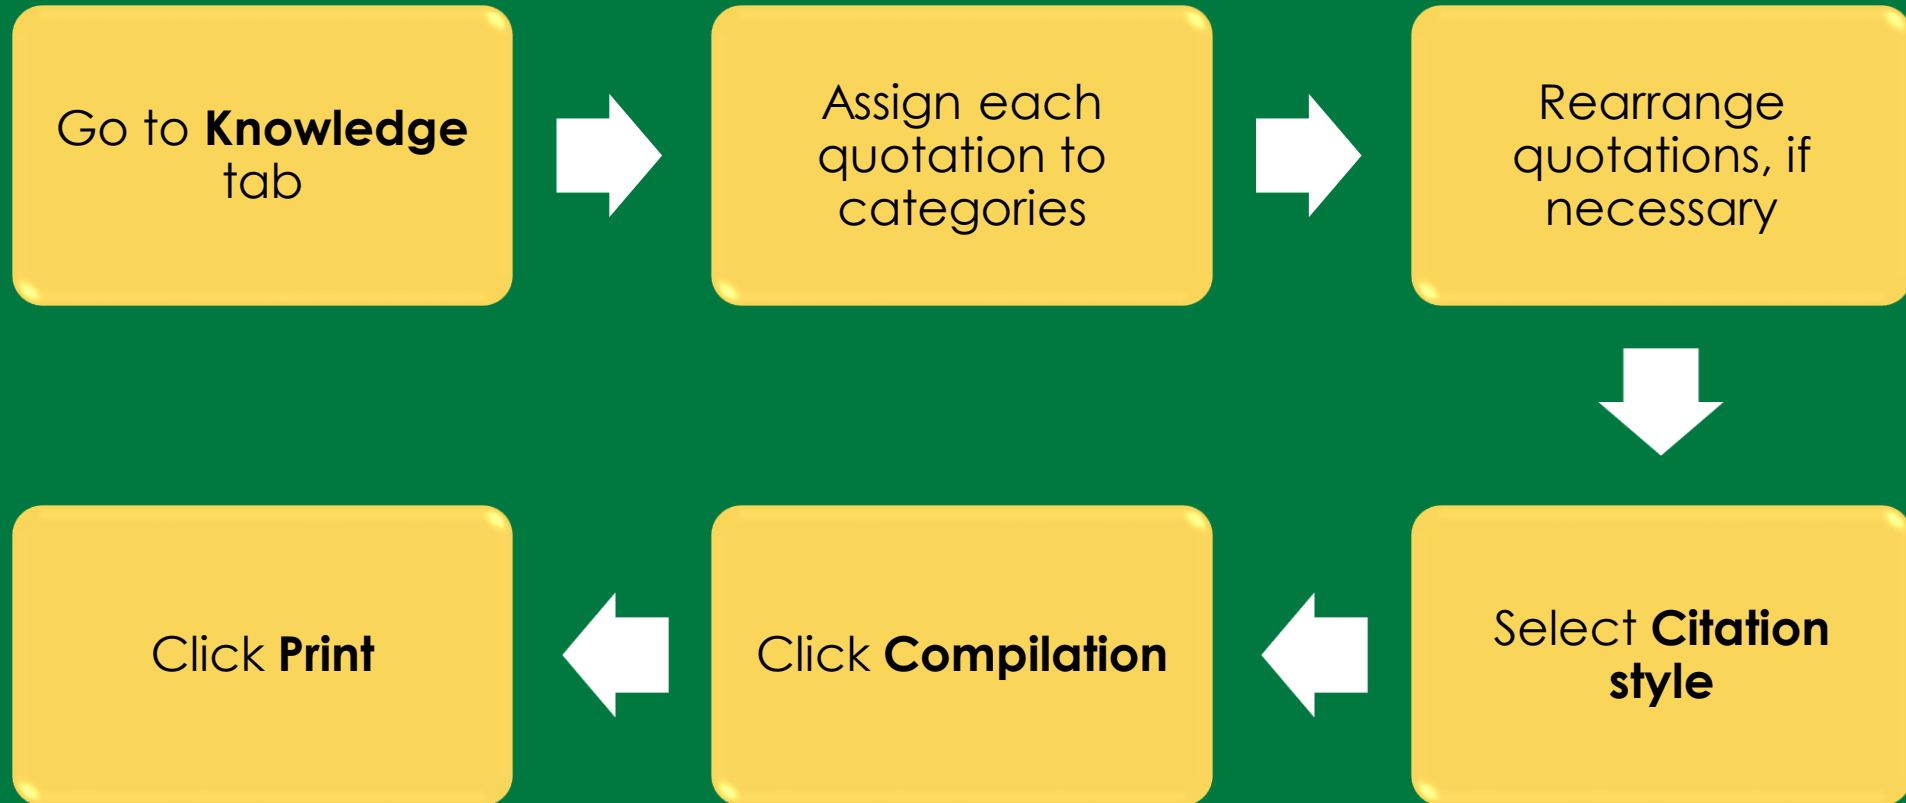 Go to Knowledge
tab
Assign each
quotation to
categories
Rearrange
quotations, if
necessary
Select Citation
style
Click Compilation
Click Print